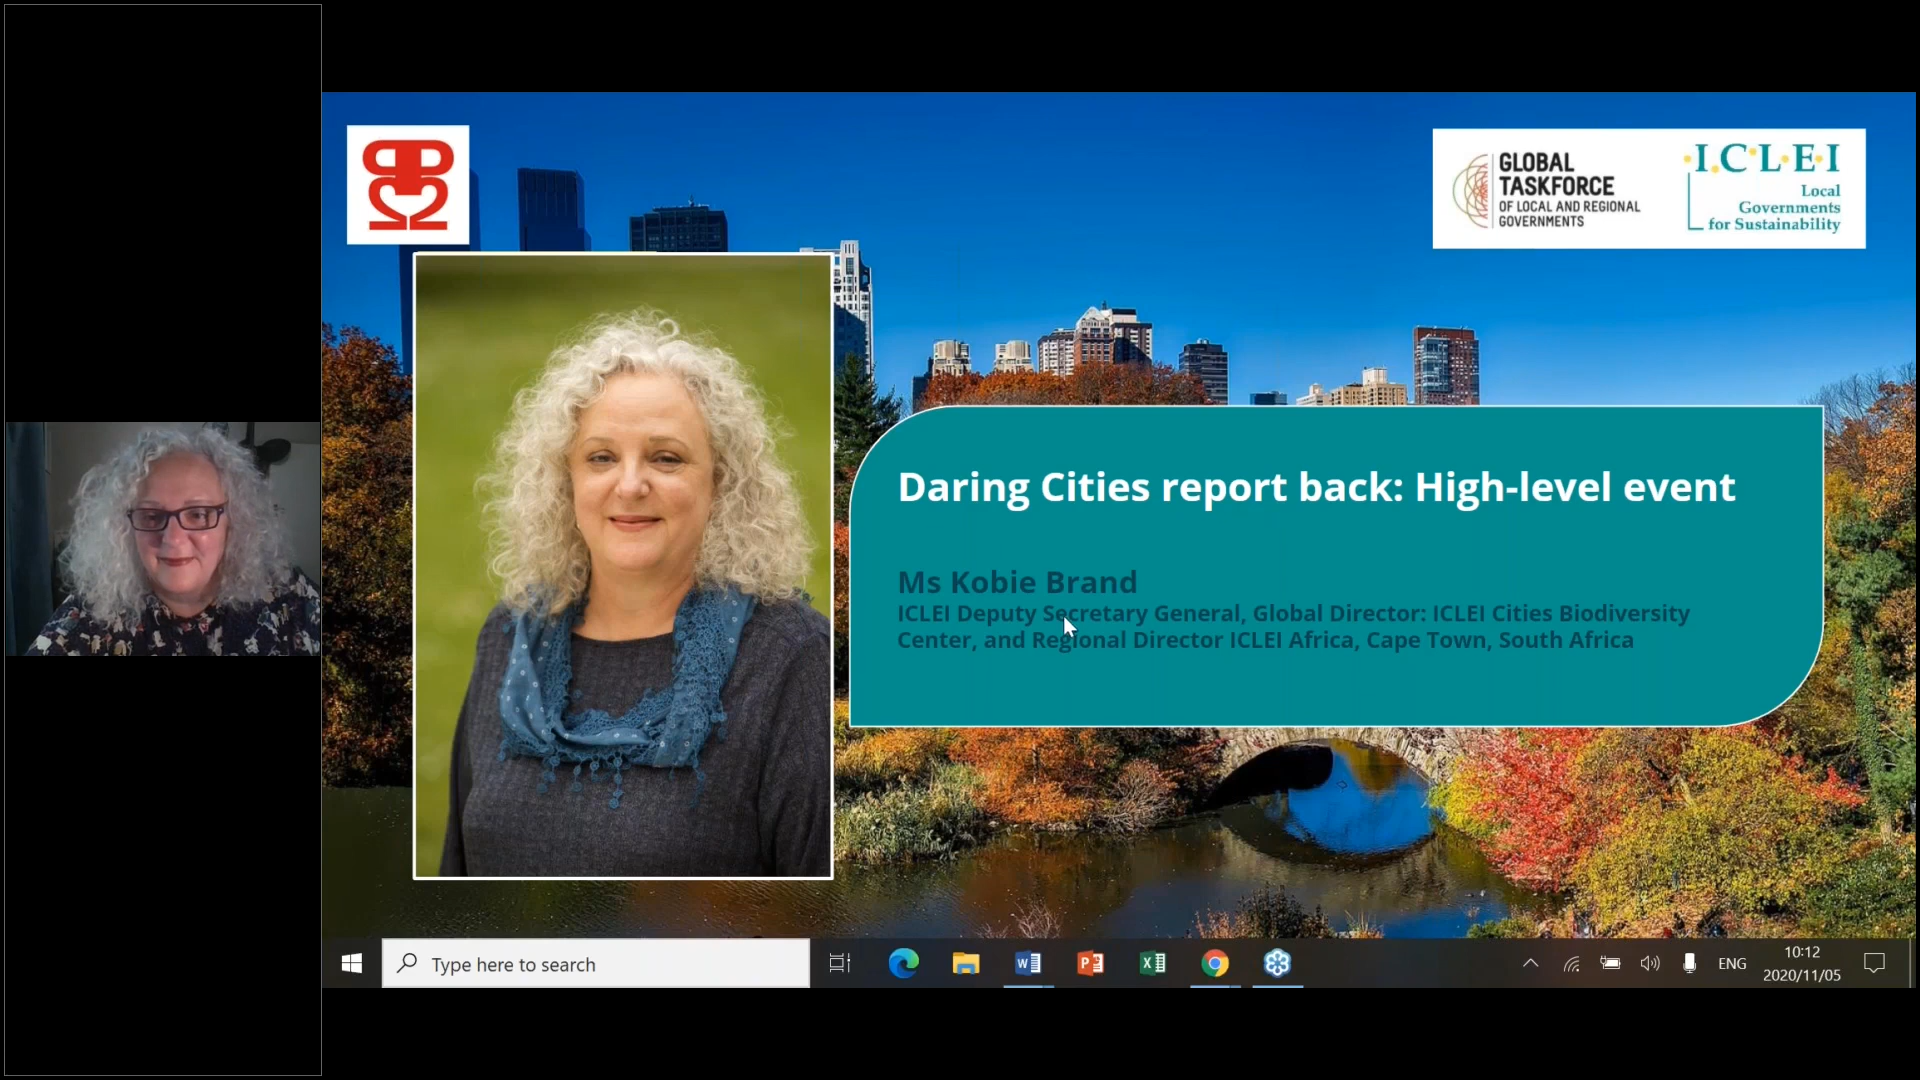 GLOBAL
TASKFORCE
OF LOCAL AND REGIONAL
GOVERNMENTS
I.C.L.E.I
Local
Governments
for Sustainability
Daring Cities report back: High-level event
Ms Kobie Brand
ICLEI Deputy Secretary General, Global Director: ICLEI Cities Biodiversity
Center, and Regional Director ICLEI Africa, Cape Town, South Africa
Type here to search
ENG
10:12
2020/11/05